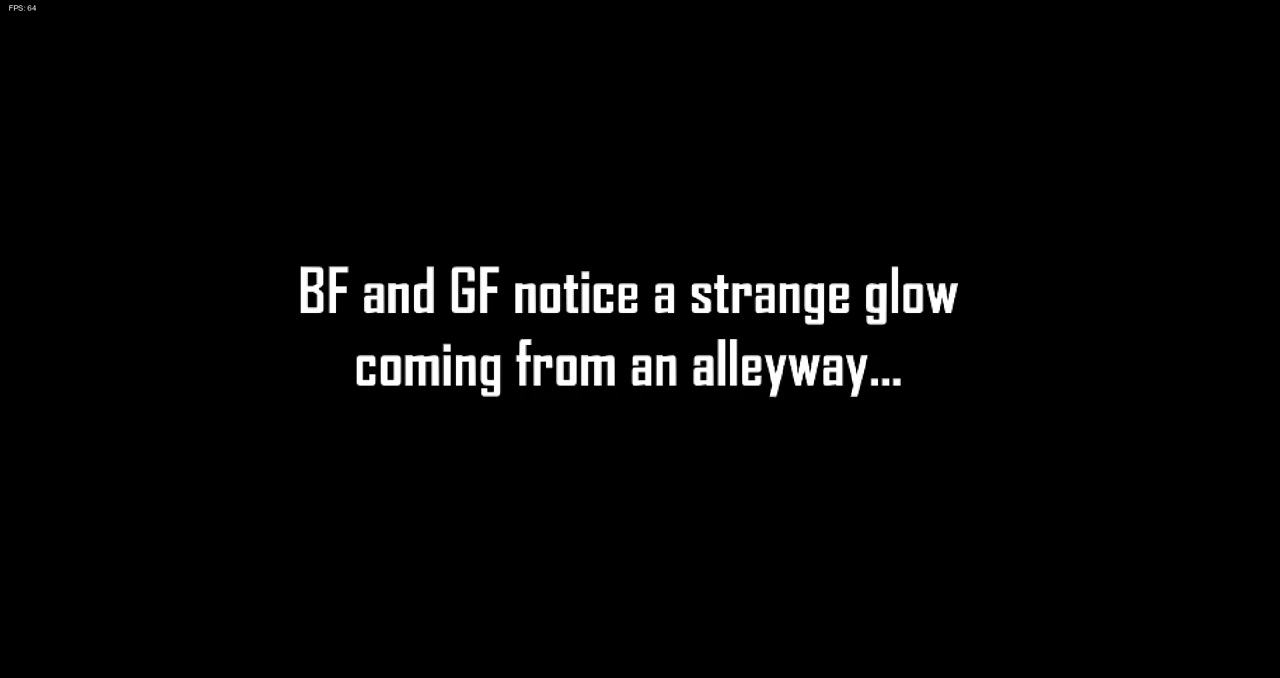 FPS: 64
BF and GF notice a strange glow
coming from an alleyway...